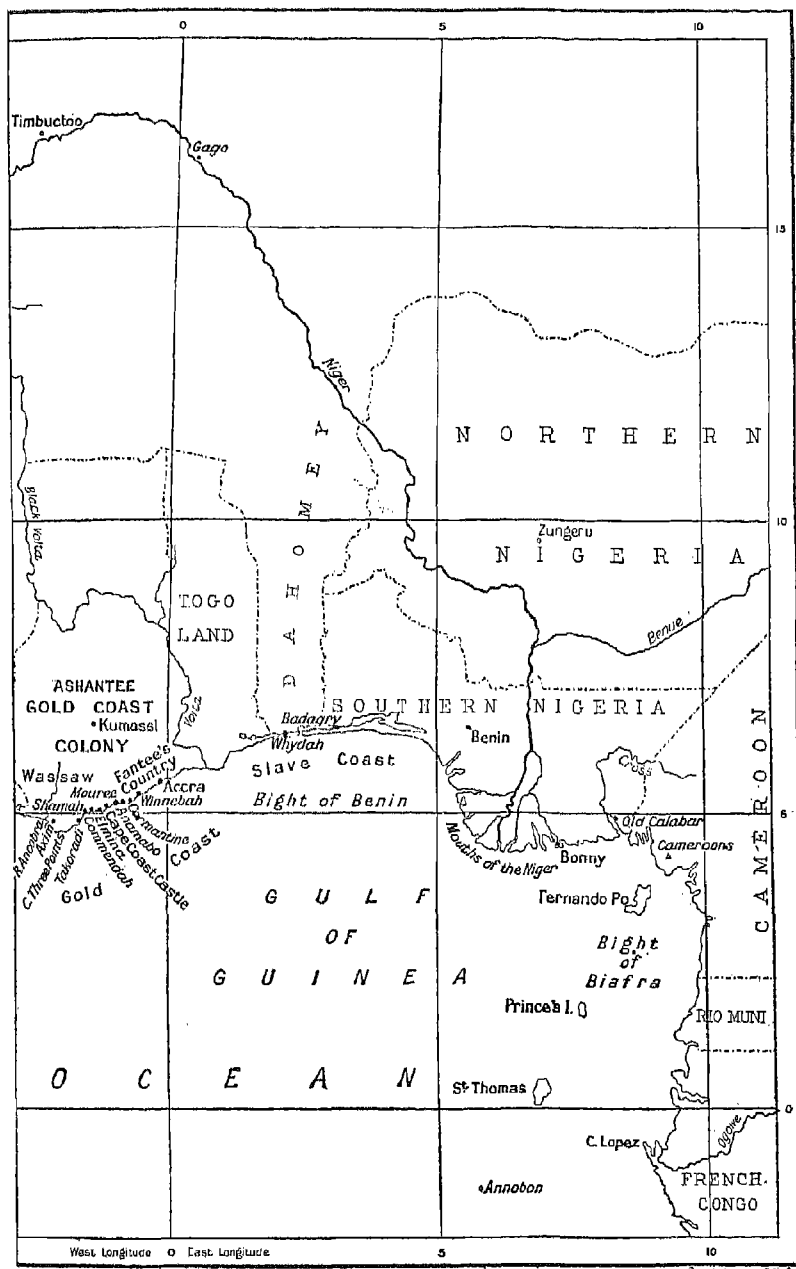 0 5 10
Timbuctoo
Gago
15
Niger
NORTHERN
DAHOMEY
Black Volta
10
Zungeru
NIGERIA
TOGO
LAND
Benue
ASHANTEE
GOLD COAST
Kumassi
COLONY
Volta
SOUTHERN NIGERIA
Badagry
Whydah
Benin
Slave Coast
Wassaw
Fantee's
Country
Mouree
Accra
Winnebah
Shamah
Bight of Benin
Cross
5
R. Ancobra
Axim
C. Three Points
Takoradi
Commendah
Elmina
Cape Coast Castle
Anamabo
Cormantine
Gold Coast
Mouths of the Niger
Bonny
Old Calabar
Cameroons
CAMEROON
Fernando Po
GULF
OF
GUINEA
Bight
of
Biafra
Prince's I.
RIO MUNI
OCEAN
St. Thomas
0
C. Lopez
Ogowe
Annobon
FRENCH
CONGO
West Longitude 0 East Longitude 5 10